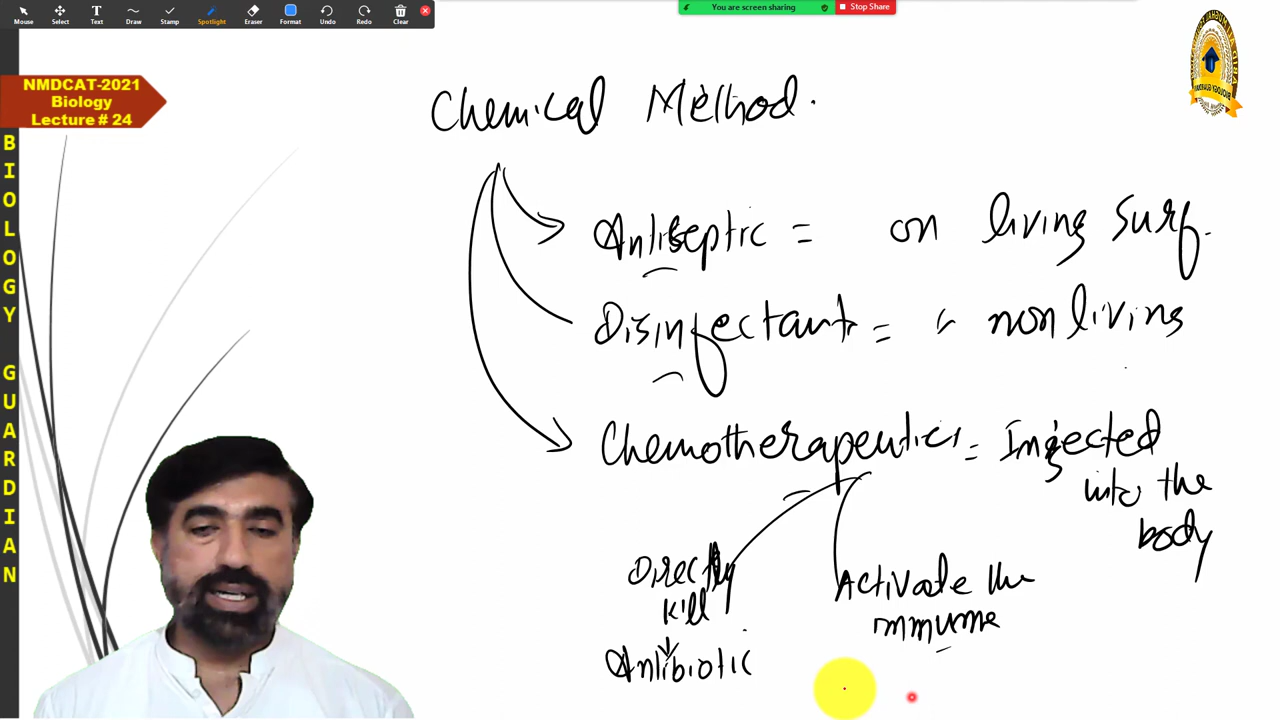 Mouse Select Text Draw Stamp Spotlight Eraser Format Undo Redo Clear
You are screen sharing Stop Share
NMDCAT-2021
Biology
Lecture # 24
BIOLOGY GUARDIAN
Chemical Method.
Antiseptic = on living surf.
Disinfectant = " non living
Chemotherapeutics = Injected
into the
body
Directly
kill
Antibiotic
Activate the
immune